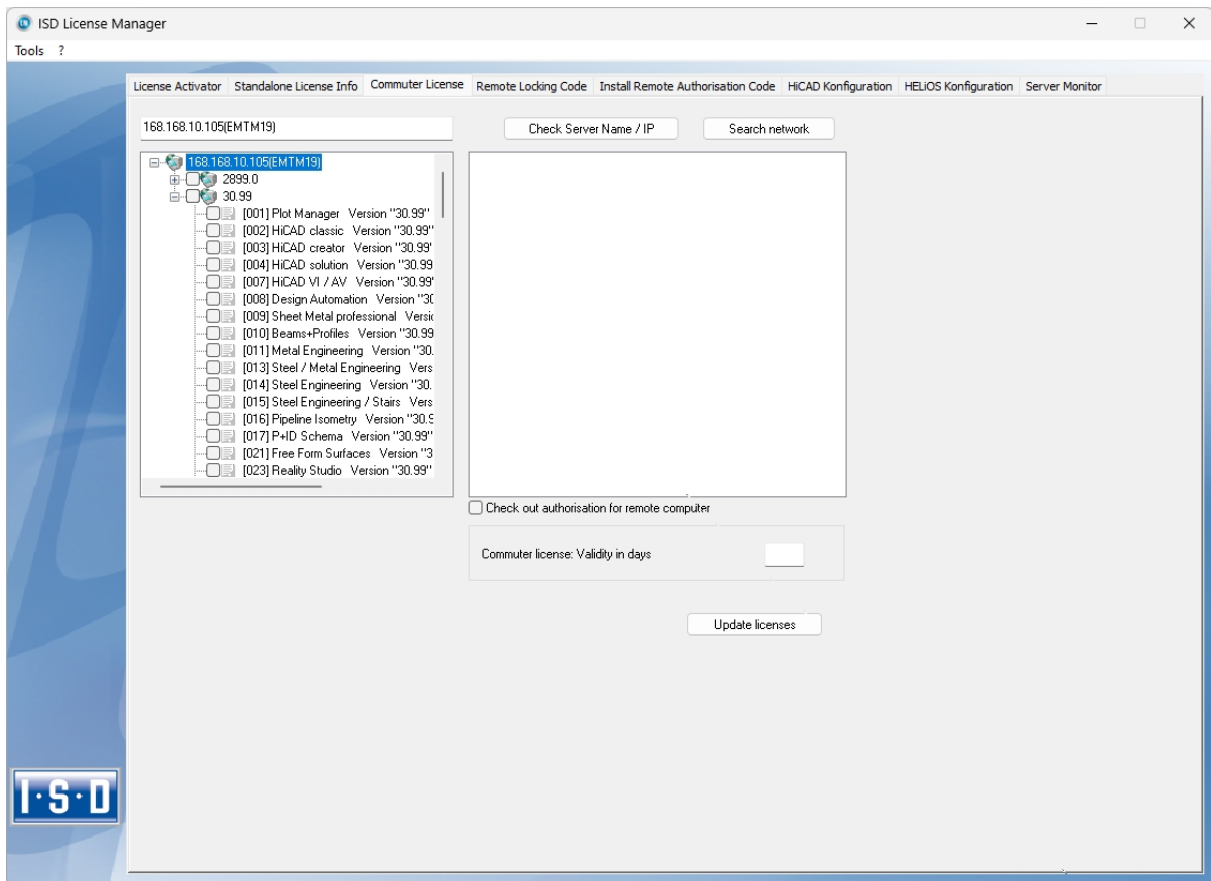 ISD License Manager
Tools ?
License Activator Standalone License Info Commuter License Remote Locking Code Install Remote Authorisation Code HiCAD Konfiguration HELiOS Konfiguration Server Monitor
168.168.10.105(EMTM19) Check Server Name / IP Search network
168.168.10.105(EMTM19)
2899.0
30.99
[001] Plot Manager Version "30.99"
[002] HiCAD classic Version "30.99"
[003] HiCAD creator Version "30.99'
[004] HiCAD solution Version "30.99
[007] HiCAD VI / AV Version "30.99'
[008] Design Automation Version "30
[009] Sheet Metal professional Versio
[010] Beams+Profiles Version "30.99
[011] Metal Engineering Version "30.
[013] Steel / Metal Engineering Vers
[014] Steel Engineering Version "30.
[015] Steel Engineering / Stairs Vers
[016] Pipeline Isometry Version "30.9
[017] P+ID Schema Version "30.99"
[021] Free Form Surfaces Version "3
[023] Reality Studio Version "30.99"
Check out authorisation for remote computer
Commuter license: Validity in days
Update licenses
I·S·D